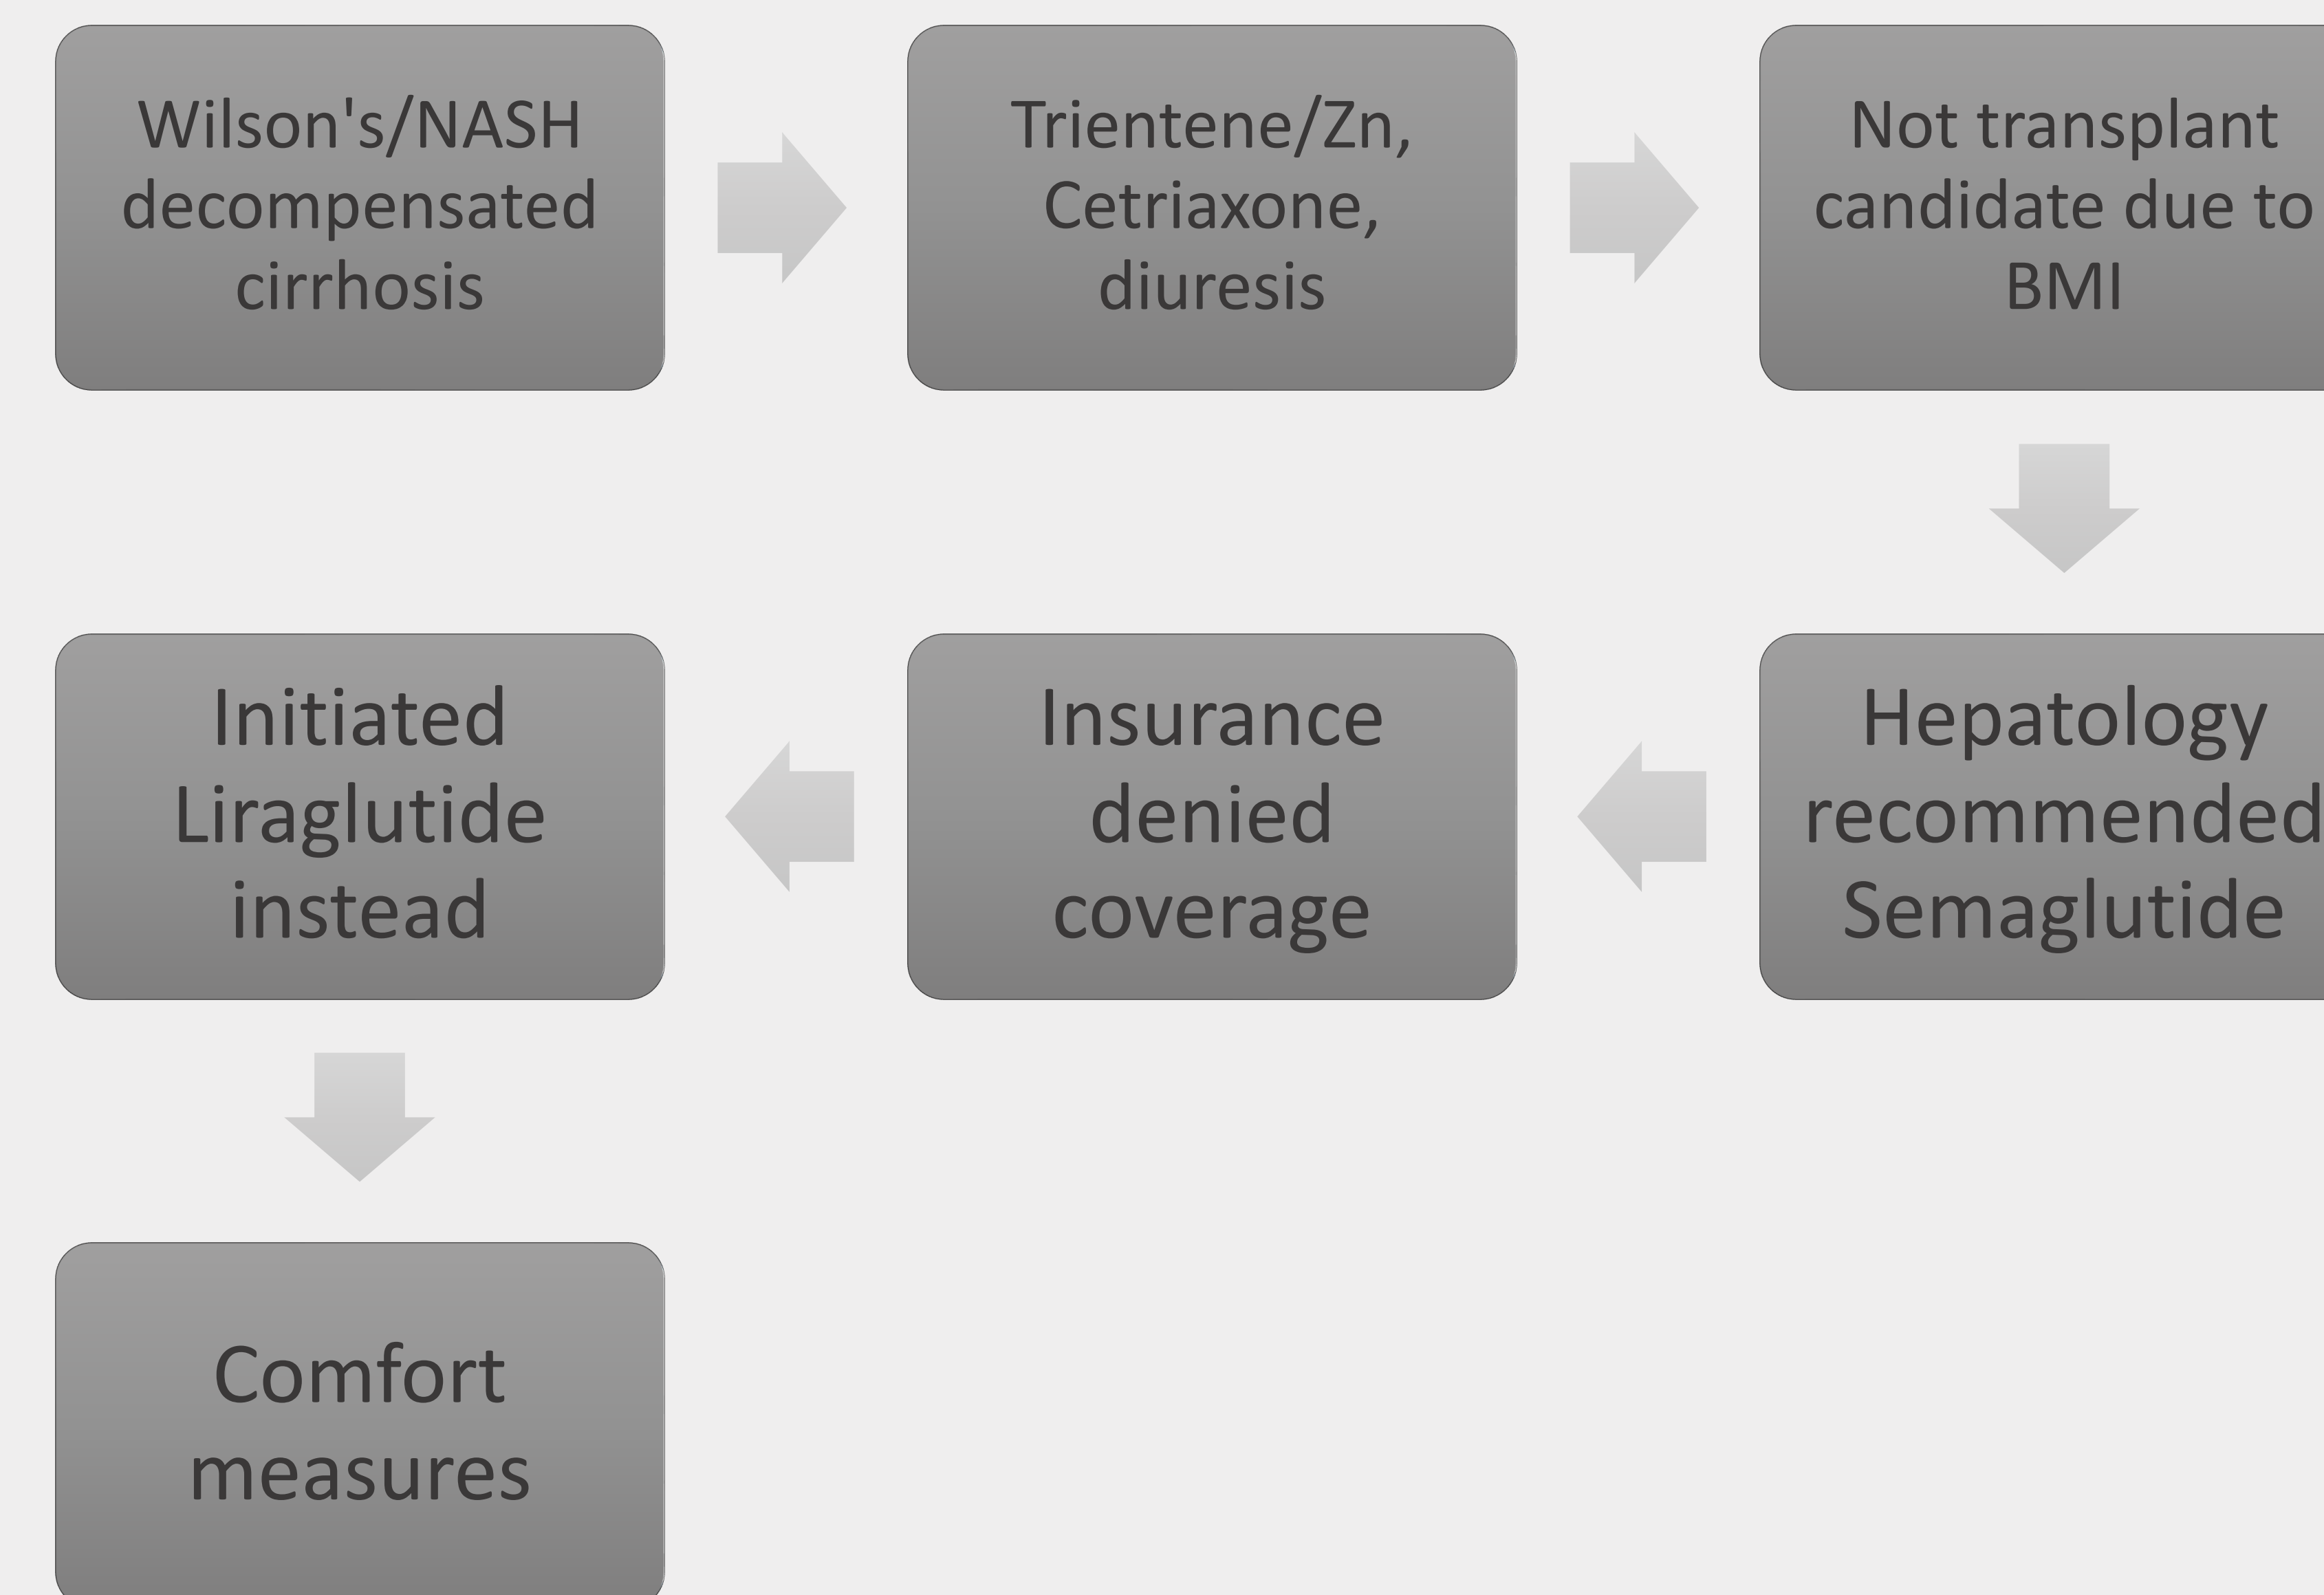 Wilson's/NASH
decompensated
cirrhosis
Trientene/Zn,
Cetriaxone,
diuresis
Not transplant
candidate due to
BMI
Hepatology
recommended
Semaglutide
Insurance
denied
coverage
Initiated
Liraglutide
instead
Comfort
measures